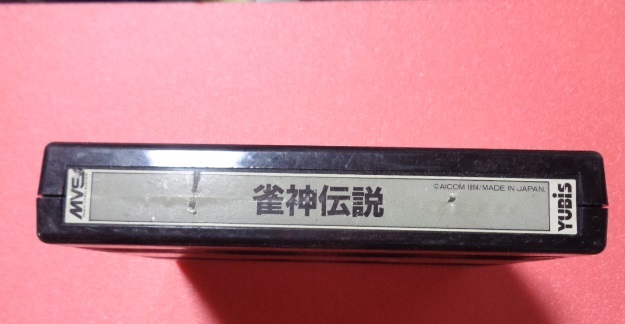 MVS
雀神伝説
©AICOM 1994/MADE IN JAPAN.
YUBIS